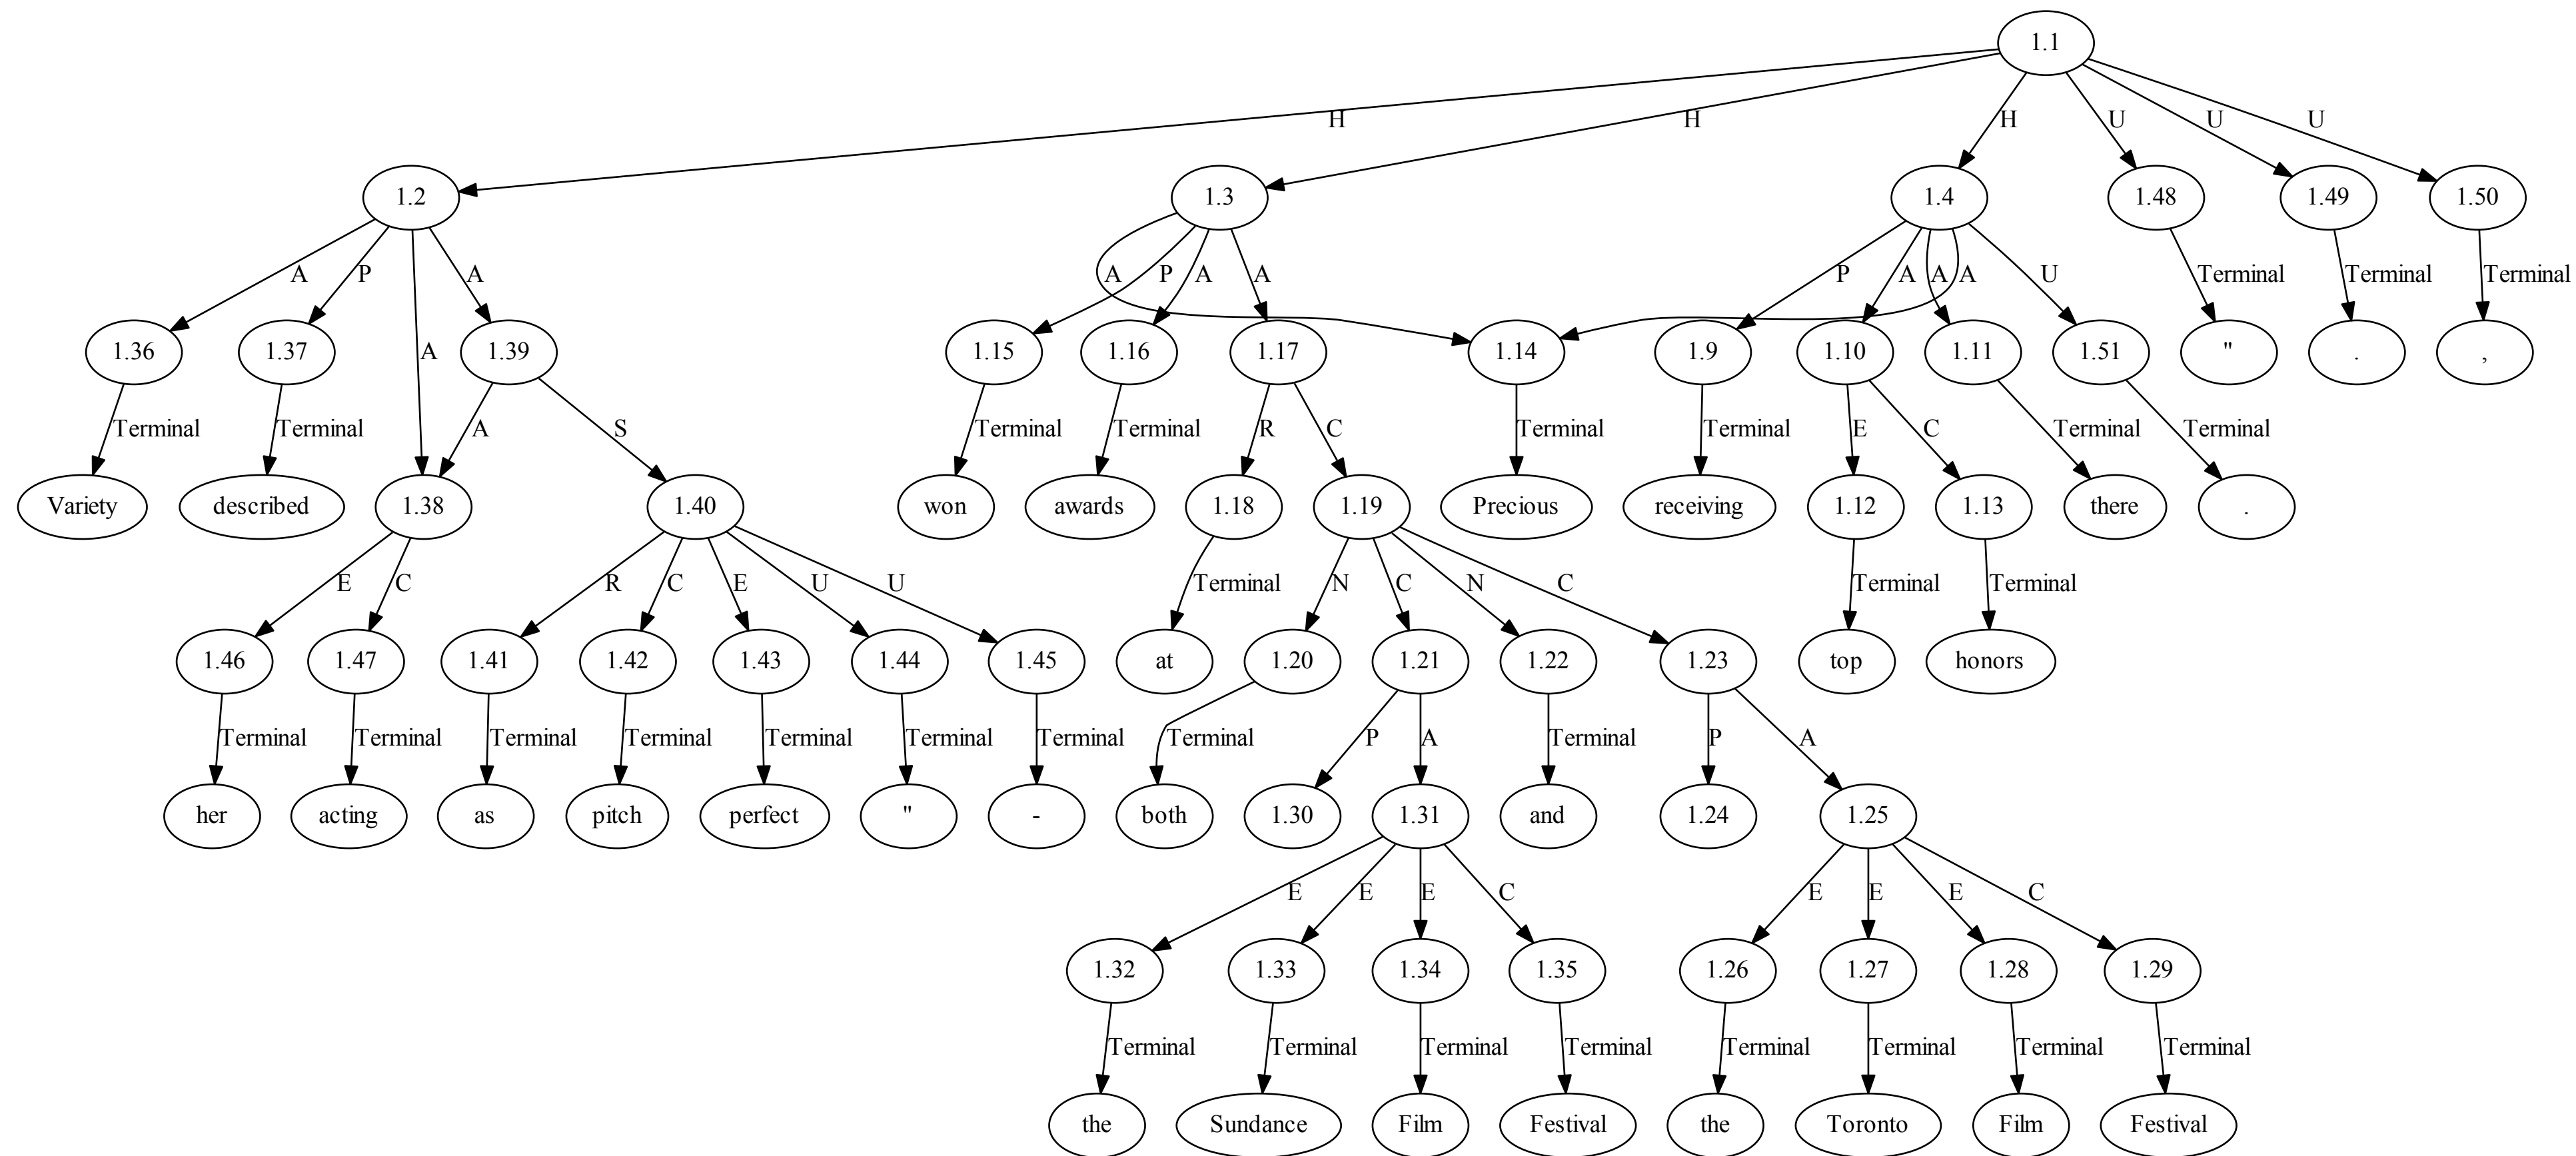 1.1
H H H U U U
1.2 1.3 1.4 1.48 1.49 1.50
A P A A A P A A P A A A U Terminal Terminal Terminal
1.36 1.37 1.39 1.15 1.16 1.17 1.14 1.9 1.10 1.11 1.51 " . ,
Terminal Terminal A S Terminal Terminal R C Terminal Terminal E C Terminal Terminal
Variety described 1.38 1.40 won awards 1.18 1.19 Precious receiving 1.12 1.13 there .
E C R C E U U Terminal N C N C Terminal Terminal
1.46 1.47 1.41 1.42 1.43 1.44 1.45 at 1.20 1.21 1.22 1.23 top honors
Terminal Terminal Terminal Terminal Terminal Terminal Terminal Terminal P A Terminal P A
her acting as pitch perfect " - both 1.30 1.31 and 1.24 1.25
E E E C E E E C
1.32 1.33 1.34 1.35 1.26 1.27 1.28 1.29
Terminal Terminal Terminal Terminal Terminal Terminal Terminal Terminal
the Sundance Film Festival the Toronto Film Festival